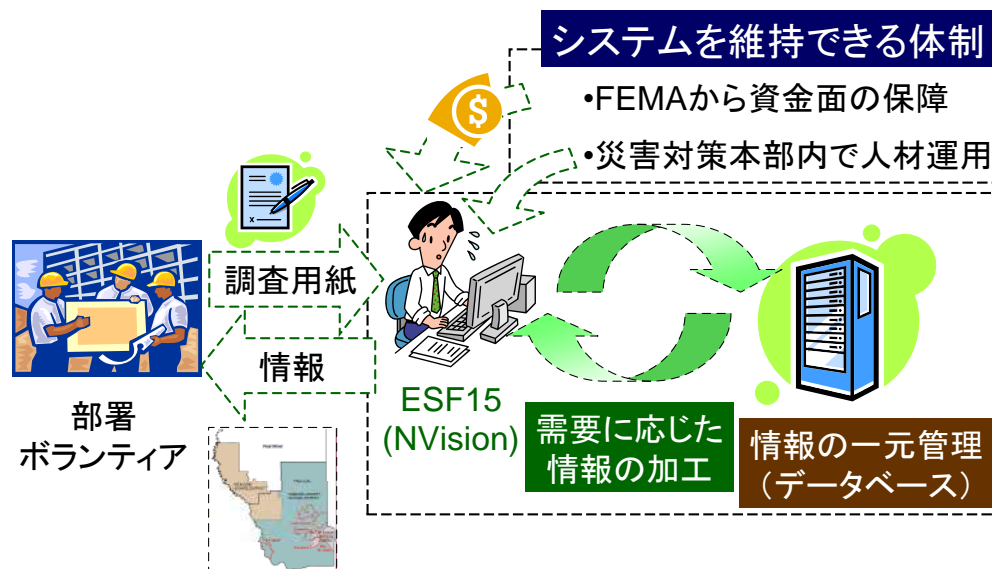 システムを維持できる体制
•FEMAから資金面の保障
•災害対策本部内で人材運用
$
調査用紙
情報
部署
ボランティア
ESF15
(NVision)
需要に応じた
情報の加工
情報の一元管理
（データベース）